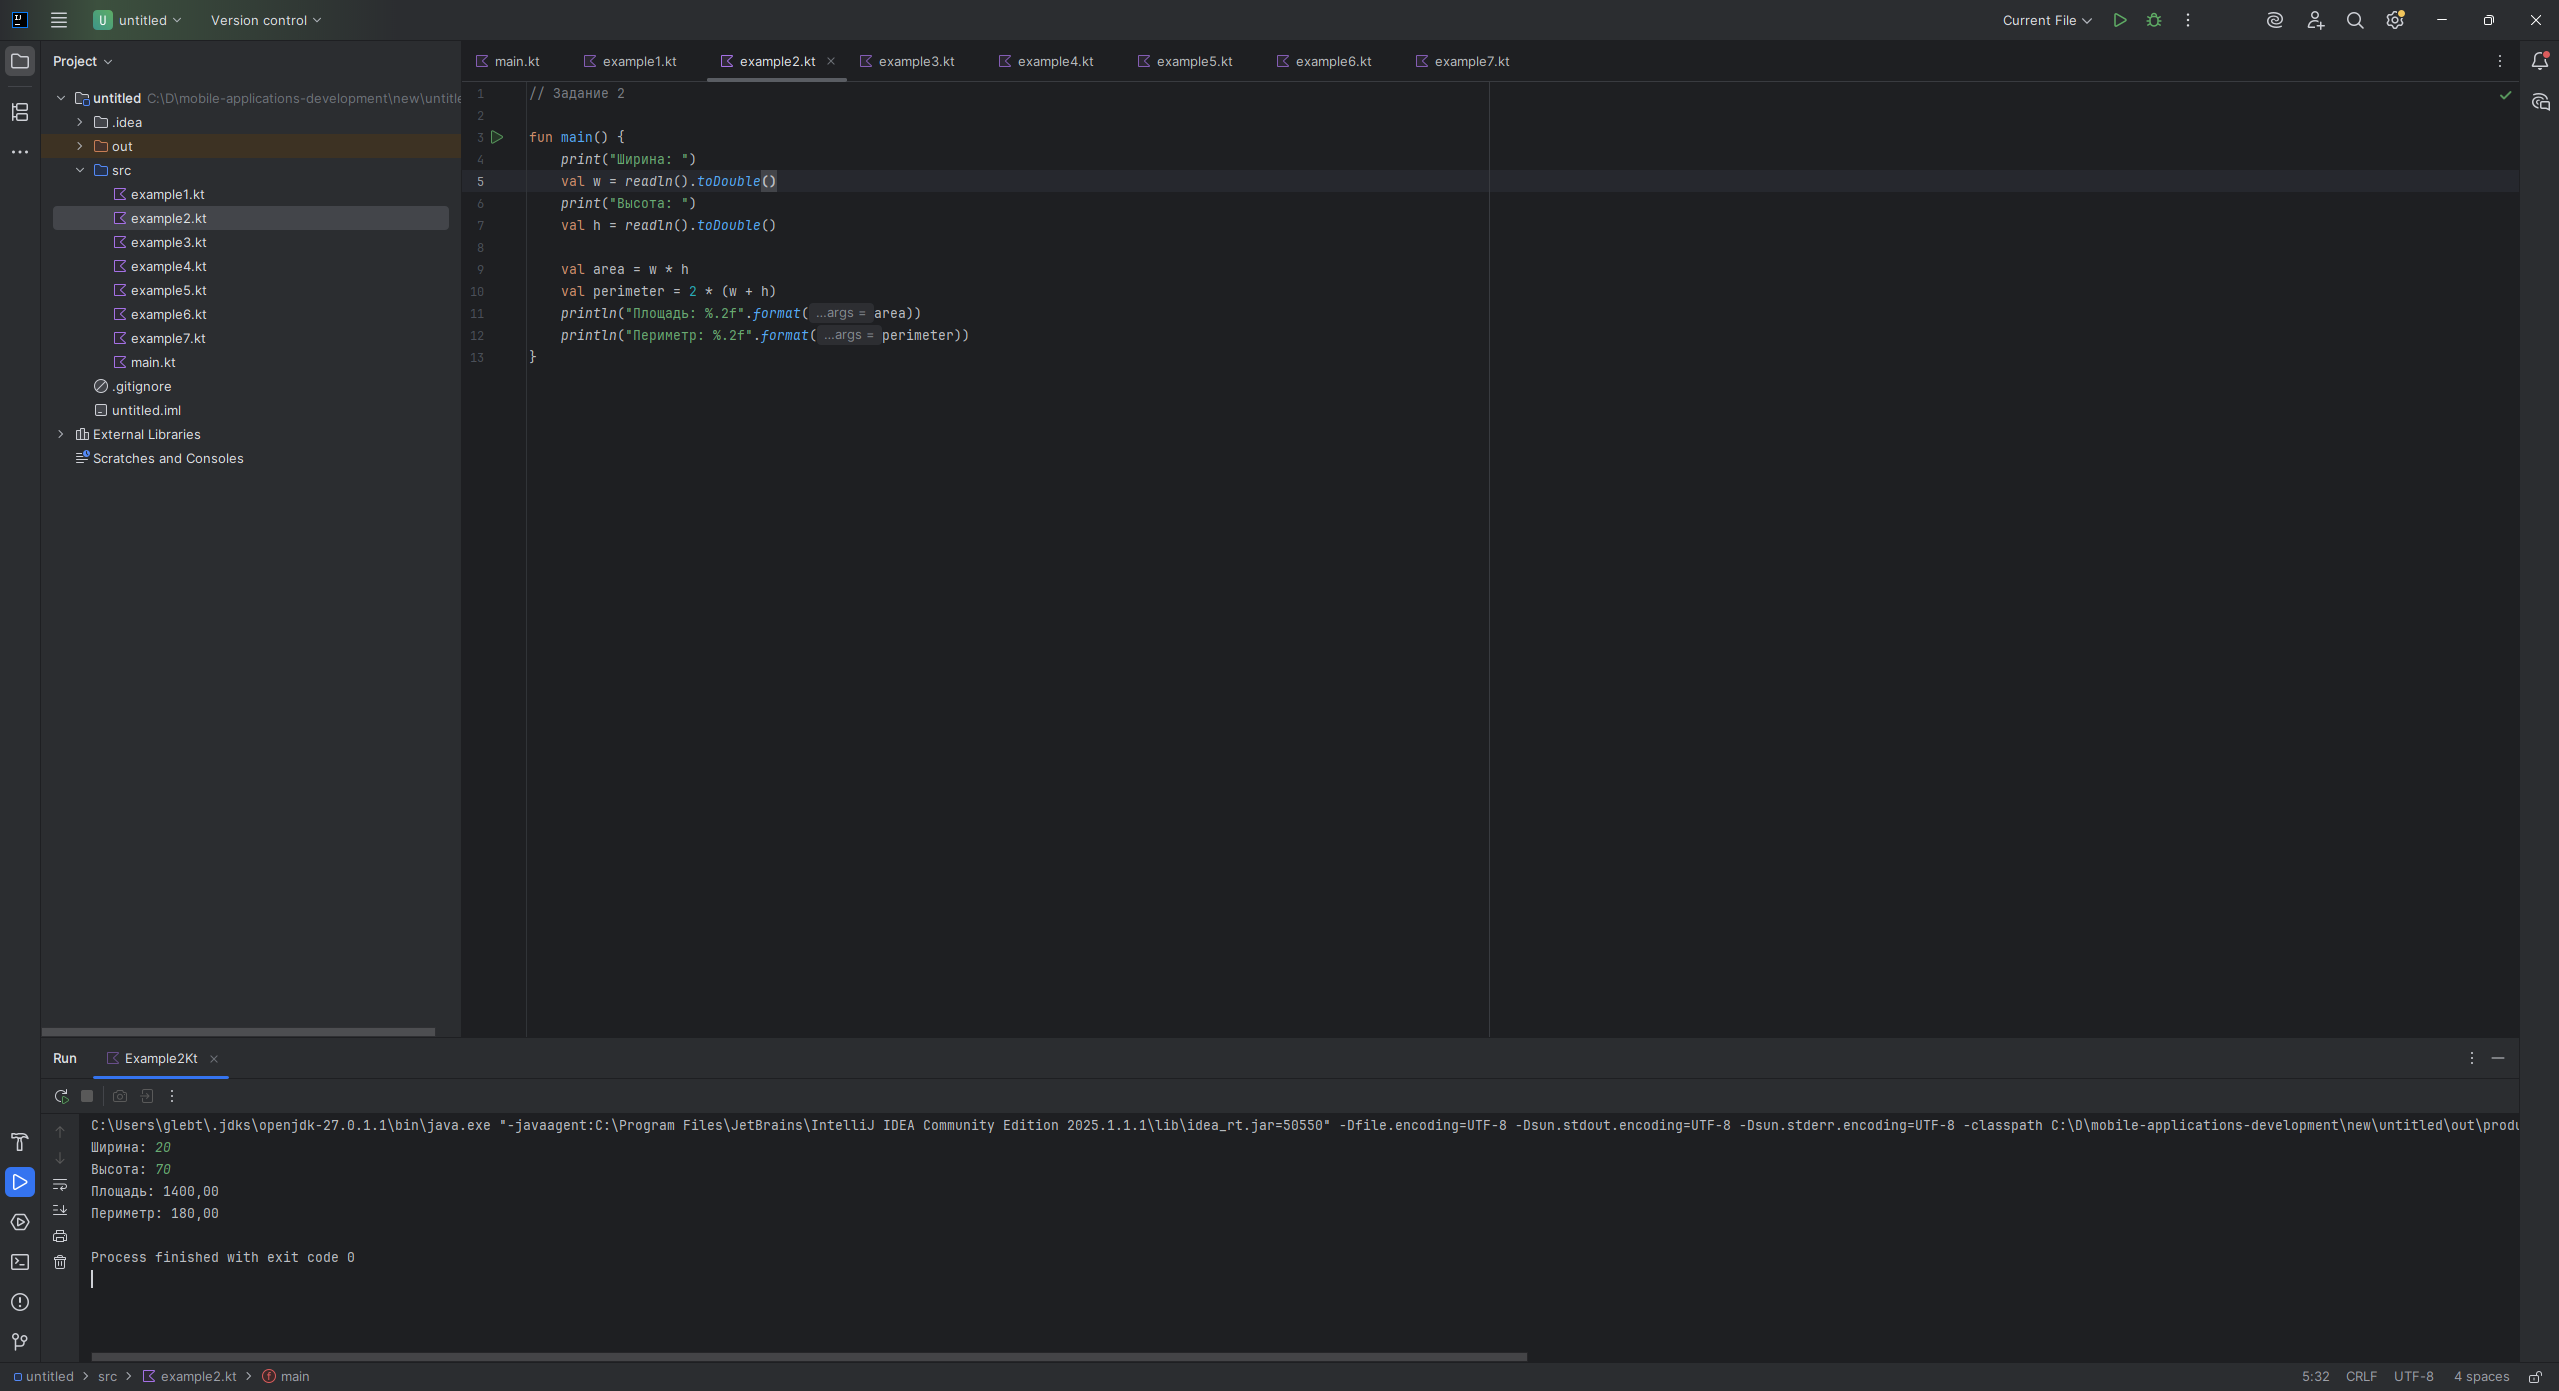 U untitled Version control Current File
Project
main.kt example1.kt example2.kt example3.kt example4.kt example5.kt example6.kt example7.kt
untitled C:\D\mobile-applications-development\new\untitle
.idea
out
src
example1.kt
example2.kt
example3.kt
example4.kt
example5.kt
example6.kt
example7.kt
main.kt
.gitignore
untitled.iml
External Libraries
Scratches and Consoles
1 // Задание 2
2
3 fun main() {
4 print("Ширина: ")
5 val w = readln().toDouble()
6 print("Высота: ")
7 val h = readln().toDouble()
8
9 val area = w * h
10 val perimeter = 2 * (w + h)
11 println("Площадь: %.2f".format( ...args = area))
12 println("Периметр: %.2f".format( ...args = perimeter))
13 }
Run Example2Kt
C:\Users\glebt\.jdks\openjdk-27.0.1.1\bin\java.exe "-javaagent:C:\Program Files\JetBrains\IntelliJ IDEA Community Edition 2025.1.1.1\lib\idea_rt.jar=50550" -Dfile.encoding=UTF-8 -Dsun.stdout.encoding=UTF-8 -Dsun.stderr.encoding=UTF-8 -classpath C:\D\mobile-applications-development\new\untitled\out\produ
Ширина: 20
Высота: 70
Площадь: 1400,00
Периметр: 180,00
Process finished with exit code 0
untitled > src > example2.kt > main 5:32 CRLF UTF-8 4 spaces